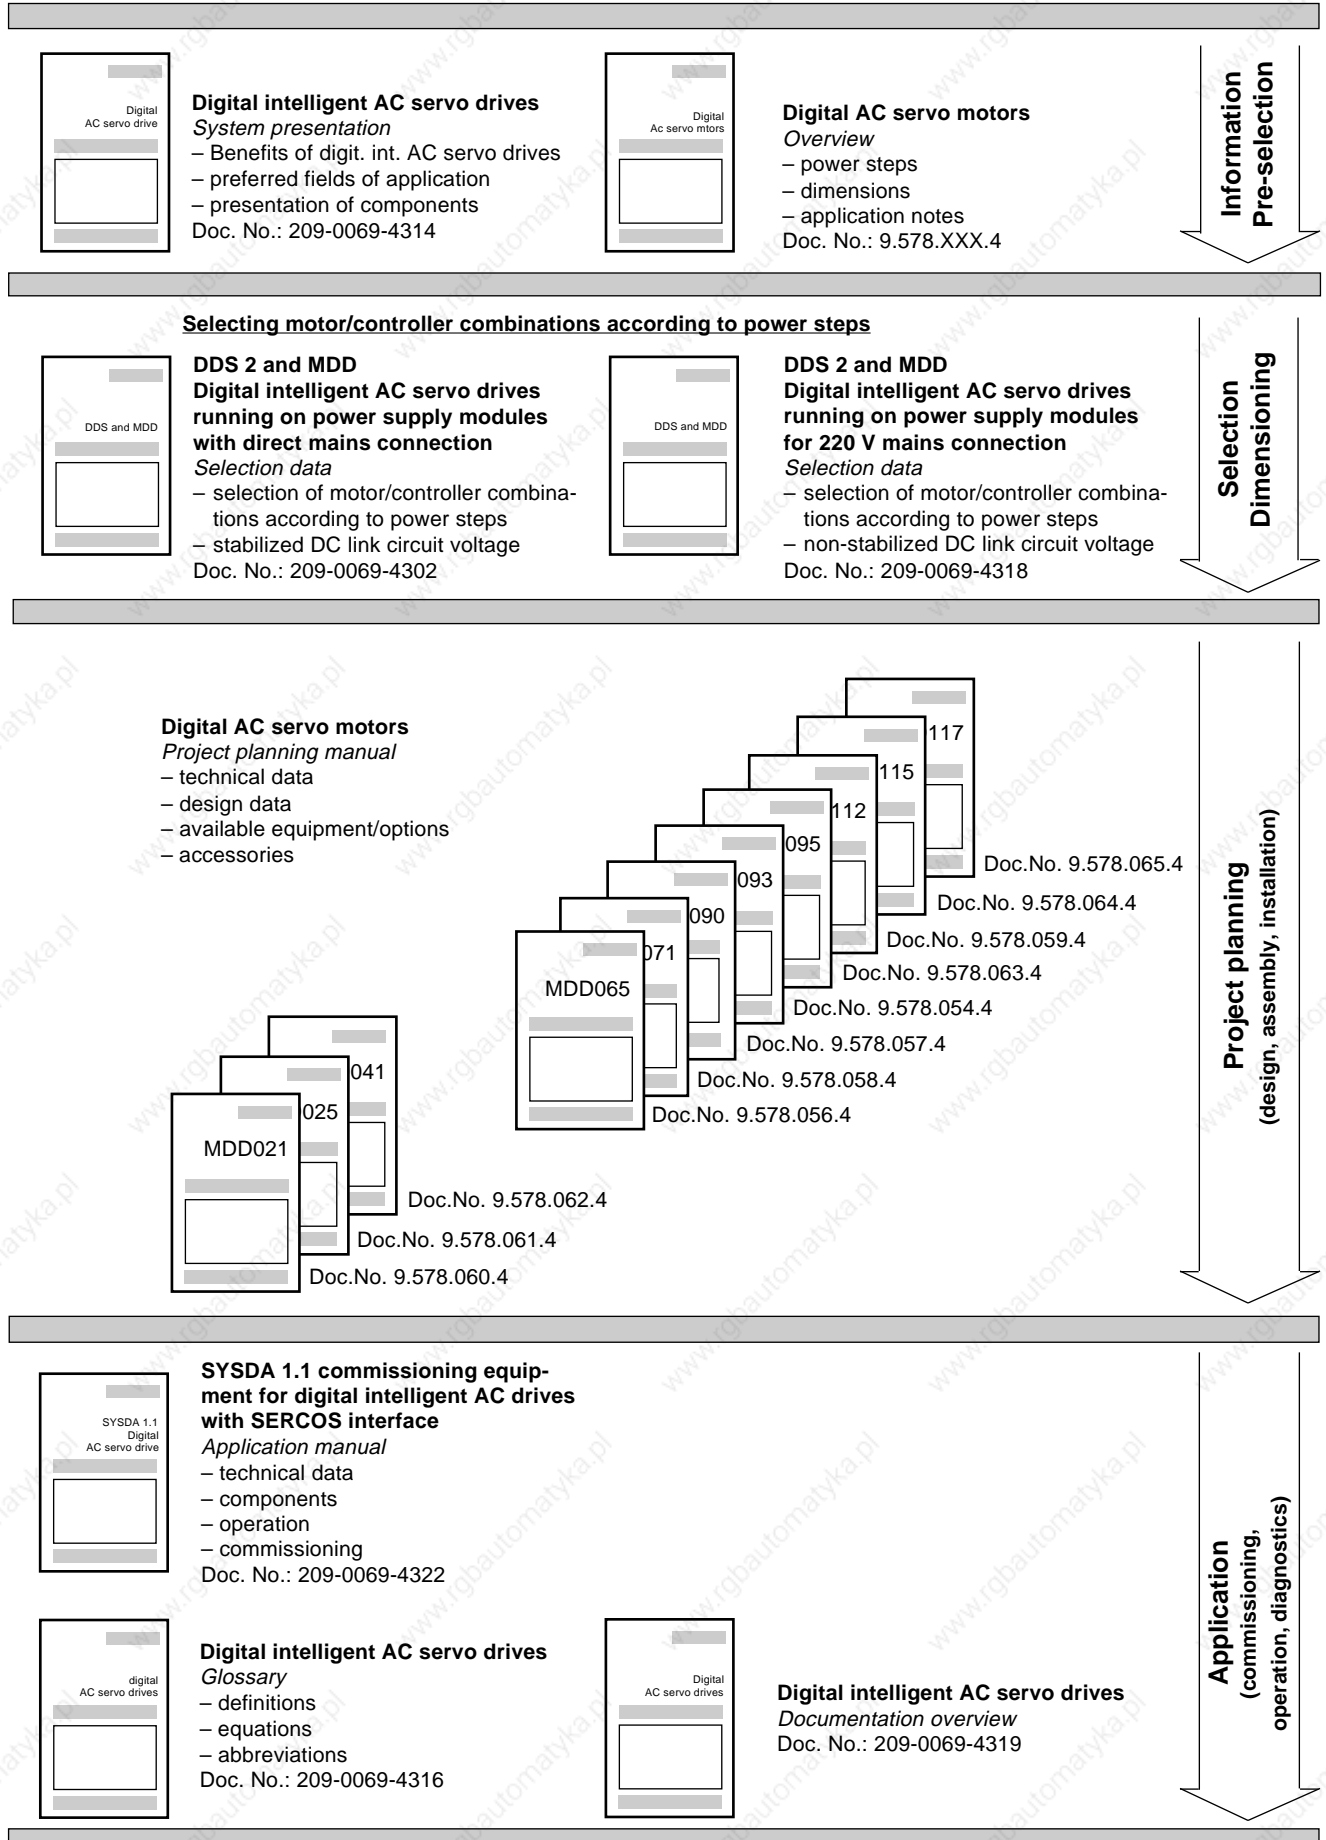 Digital
AC servo drive
Digital intelligent AC servo drives
System presentation
– Benefits of digit. int. AC servo drives
– preferred fields of application
– presentation of components
Doc. No.: 209-0069-4314
Digital
Ac servo mtors
Digital AC servo motors
Overview
– power steps
– dimensions
– application notes
Doc. No.: 9.578.XXX.4
Information
Pre-selection
Selecting motor/controller combinations according to power steps
DDS and MDD
DDS 2 and MDD
Digital intelligent AC servo drives
running on power supply modules
with direct mains connection
Selection data
– selection of motor/controller combina-
tions according to power steps
– stabilized DC link circuit voltage
Doc. No.: 209-0069-4302
DDS and MDD
DDS 2 and MDD
Digital intelligent AC servo drives
running on power supply modules
for 220 V mains connection
Selection data
– selection of motor/controller combina-
tions according to power steps
– non-stabilized DC link circuit voltage
Doc. No.: 209-0069-4318
Selection
Dimensioning
Digital AC servo motors
Project planning manual
– technical data
– design data
– available equipment/options
– accessories
117
115
112
095
093
090
071
MDD065
Doc.No. 9.578.065.4
Doc.No. 9.578.064.4
Doc.No. 9.578.059.4
Doc.No. 9.578.063.4
Doc.No. 9.578.054.4
Doc.No. 9.578.057.4
Doc.No. 9.578.058.4
Doc.No. 9.578.056.4
041
025
MDD021
Doc.No. 9.578.062.4
Doc.No. 9.578.061.4
Doc.No. 9.578.060.4
Project planning
(design, assembly, installation)
SYSDA 1.1
Digital
AC servo drive
SYSDA 1.1 commissioning equip-
ment for digital intelligent AC drives
with SERCOS interface
Application manual
– technical data
– components
– operation
– commissioning
Doc. No.: 209-0069-4322
digital
AC servo drives
Digital intelligent AC servo drives
Glossary
– definitions
– equations
– abbreviations
Doc. No.: 209-0069-4316
Digital
AC servo drives
Digital intelligent AC servo drives
Documentation overview
Doc. No.: 209-0069-4319
Application
(commissioning,
operation, diagnostics)
www.rgbautomatyka.pl